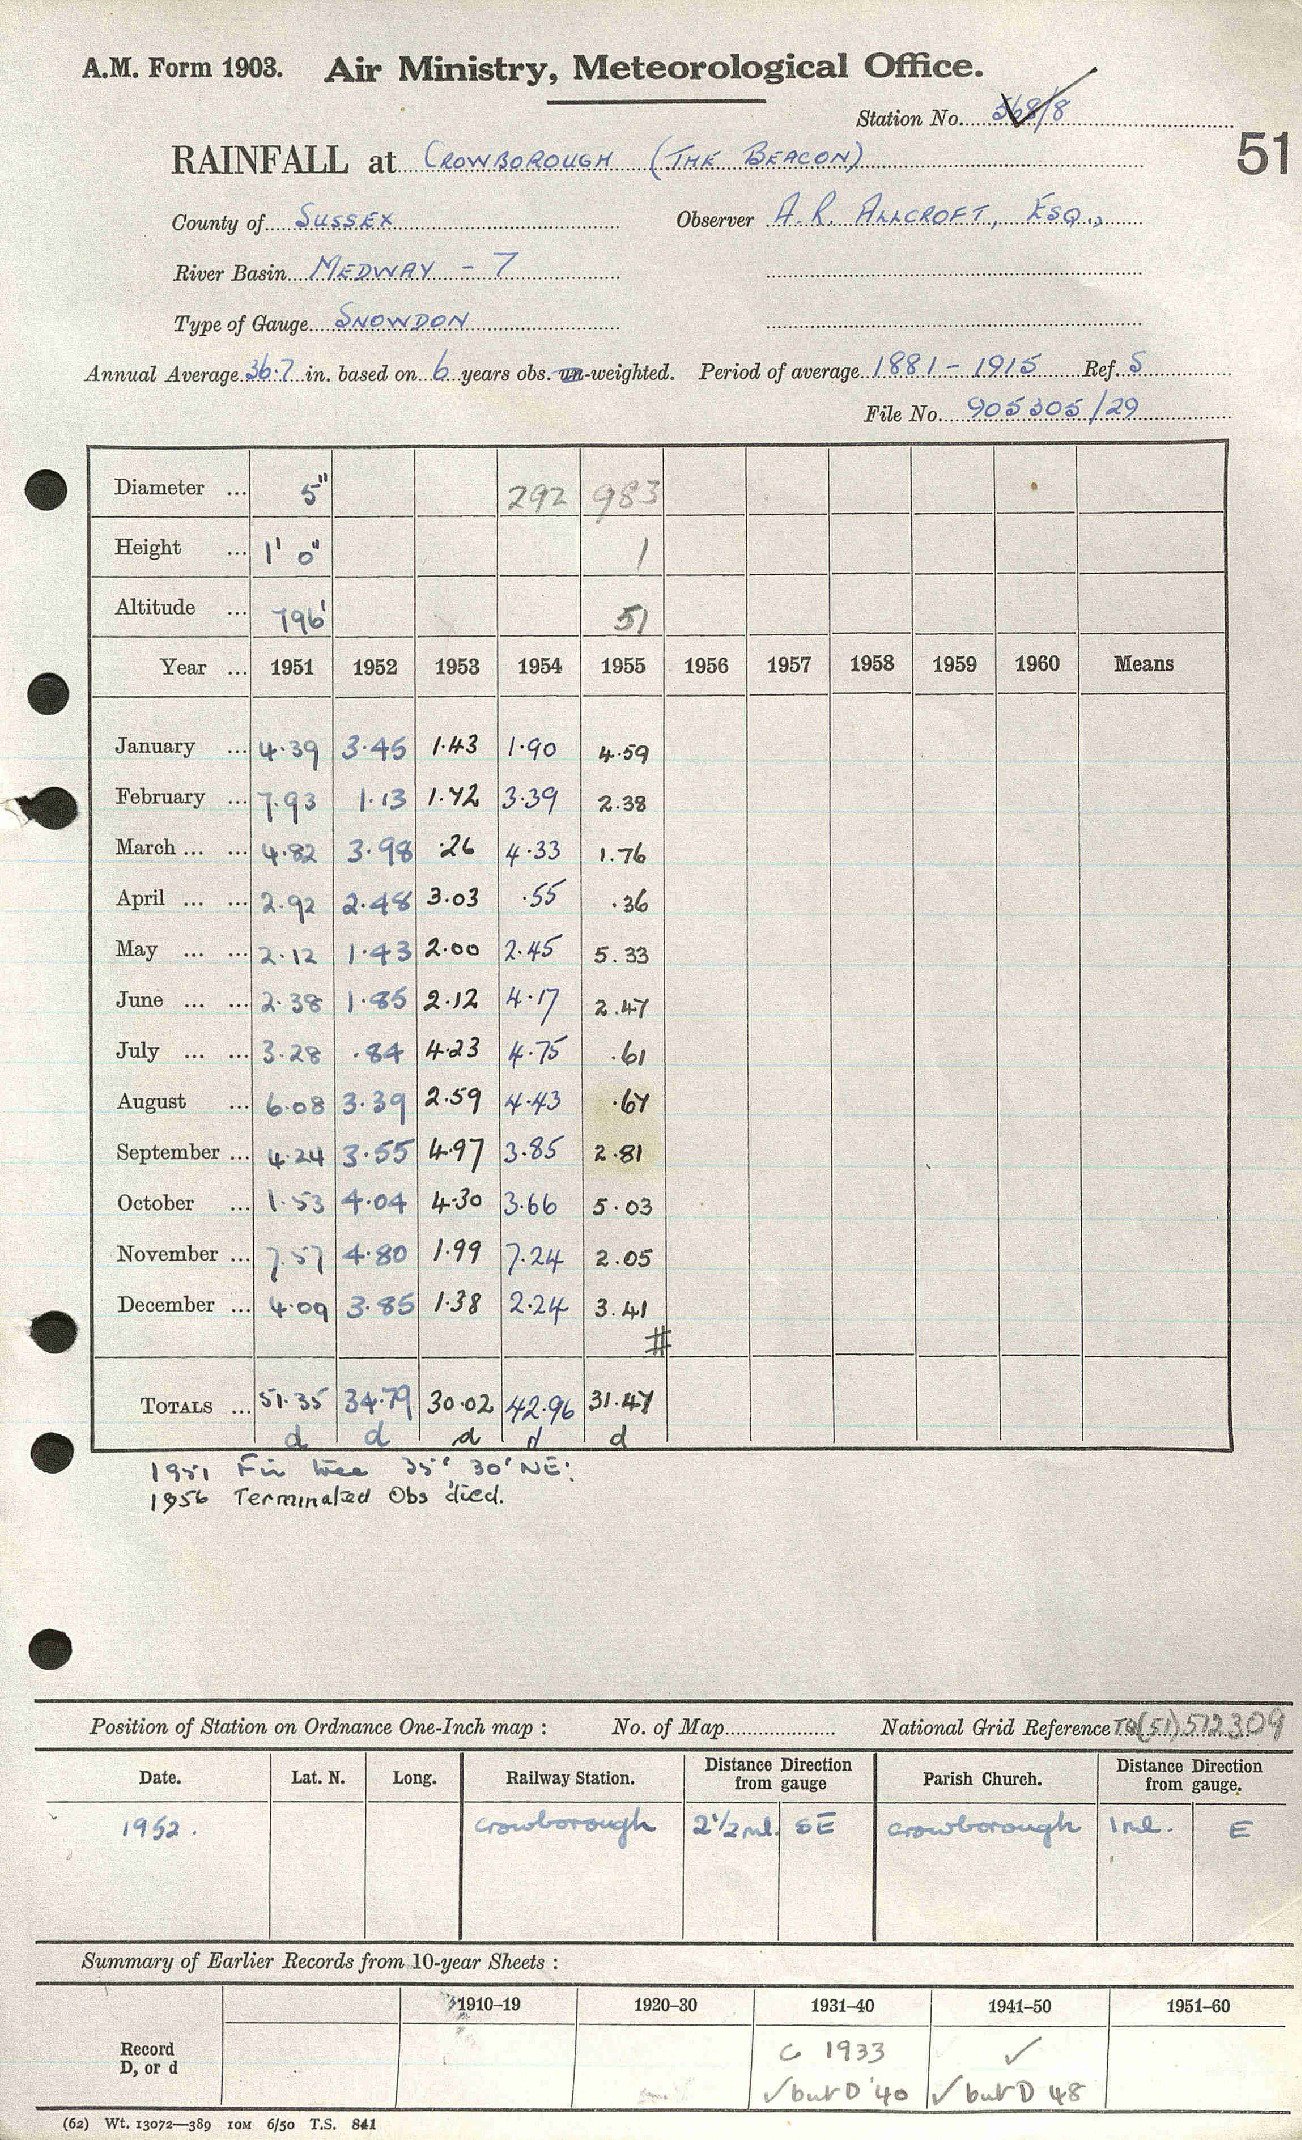 A.M. Form 1903. Air Ministry, Meteorological Office.
Station No. 568/8
51
RAINFALL at CROWBOROUGH (THE BEACON)
County of SUSSEX Observer A. R. ALLCROFT, ESQ.,
River Basin MEDWAY - 7
Type of Gauge SNOWDON
Annual Average 36.7 in. based on 6 years obs. un-weighted. Period of average 1881 - 1915 Ref. S
File No. 905305/29
Diameter ... 5" 292 983
Height ... 1' 0" 1
Altitude ... 796' 51
Year ... 1951 1952 1953 1954 1955 1956 1957 1958 1959 1960 Means
January ... 4.39 3.45 1.43 1.90 4.59
February ... 7.93 1.13 1.72 3.39 2.38
March ... ... 4.82 3.98 .26 4.33 1.76
April ... ... 2.92 2.48 3.03 .55 .36
May ... ... 2.12 1.43 2.00 2.45 5.33
June ... ... 2.38 1.85 2.12 4.17 2.47
July ... ... 3.28 .84 4.23 4.75 .61
August ... 6.08 3.39 2.59 4.43 .67
September ... 4.24 3.55 4.97 3.85 2.81
October ... 1.53 4.04 4.30 3.66 5.03
November ... 7.57 4.80 1.99 7.24 2.05
December ... 4.09 3.85 1.38 2.24 3.41
#
TOTALS ... 51.35 34.79 30.02 42.96 31.47
d d d d d
1951 Fir tree 35', 30' NE;
1956 Terminated Obs died.
Position of Station on Ordnance One-Inch map : No. of Map National Grid Reference TQ(51)512309
Date. Lat. N. Long. Railway Station. Distance Direction from gauge Parish Church. Distance Direction from gauge.
1952. Crowborough 2½ ml. SE Crowborough 1 ml. E
Summary of Earlier Records from 10-year Sheets :
1910-19 1920-30 1931-40 1941-50 1951-60
Record
D, or d
C 1933 ✓
✓ but D '40 ✓ but D 48
(62) Wt. 13072—389 10M 6/50 T.S. 841